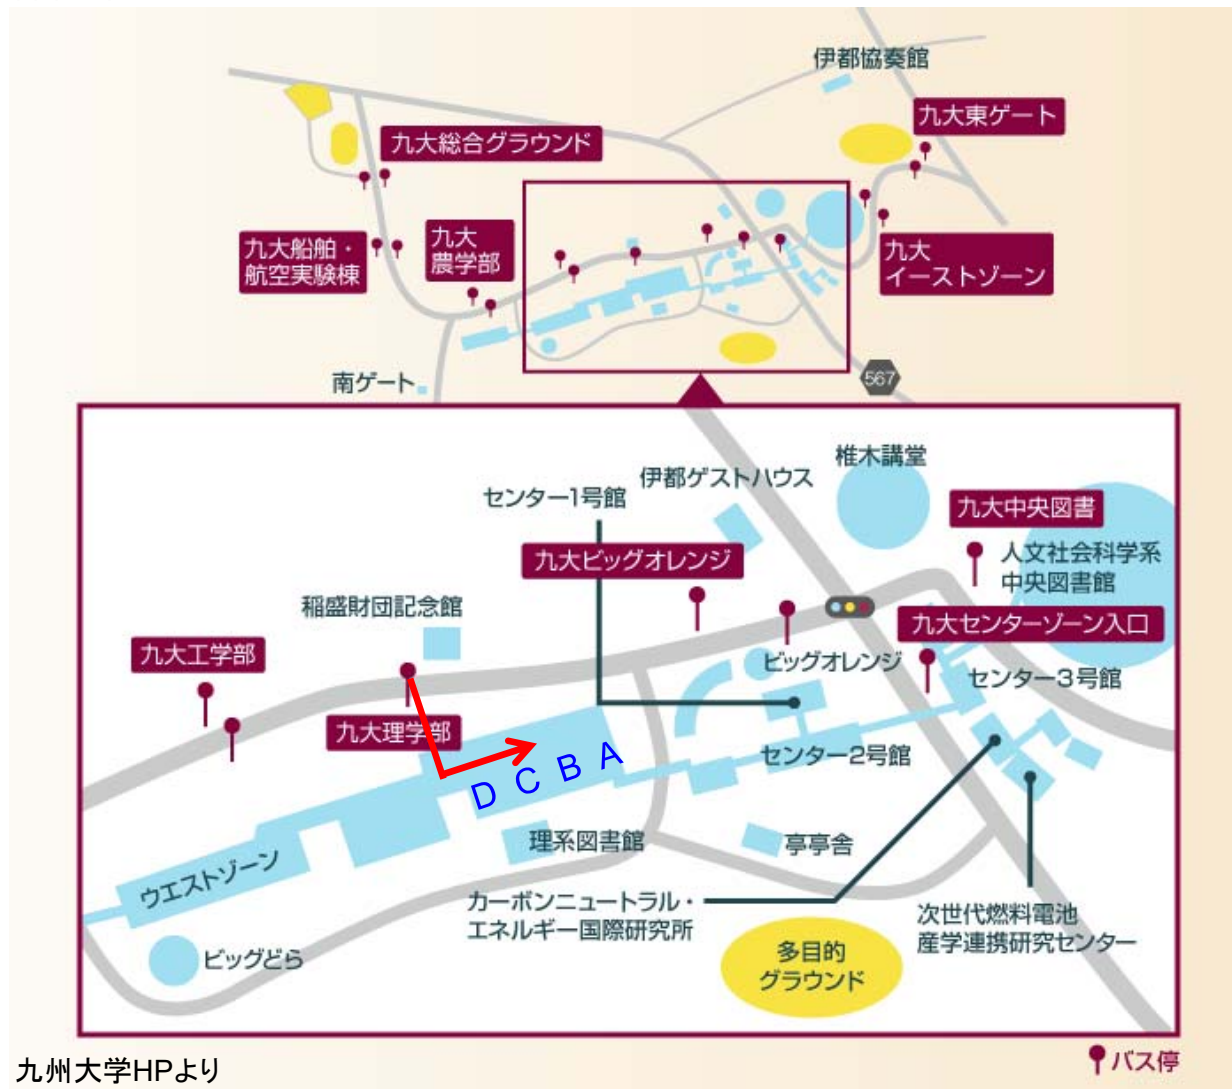 伊都協奏館
九大東ゲート
九大総合グラウンド
九大船舶・
航空実験棟
九大
農学部
九大
イーストゾーン
南ゲート
567
椎木講堂
伊都ゲストハウス
センター1号館
九大中央図書
九大ビッグオレンジ
人文社会科学系
中央図書館
稲盛財団記念館
九大センターゾーン入口
九大工学部
ビッグオレンジ
センター3号館
九大理学部
センター2号館
D C B A
理系図書館
亭亭舎
ウエストゾーン
カーボンニュートラル・
エネルギー国際研究所
次世代燃料電池
産学連携研究センター
ビッグどら
多目的
グラウンド
九州大学HPより
バス停